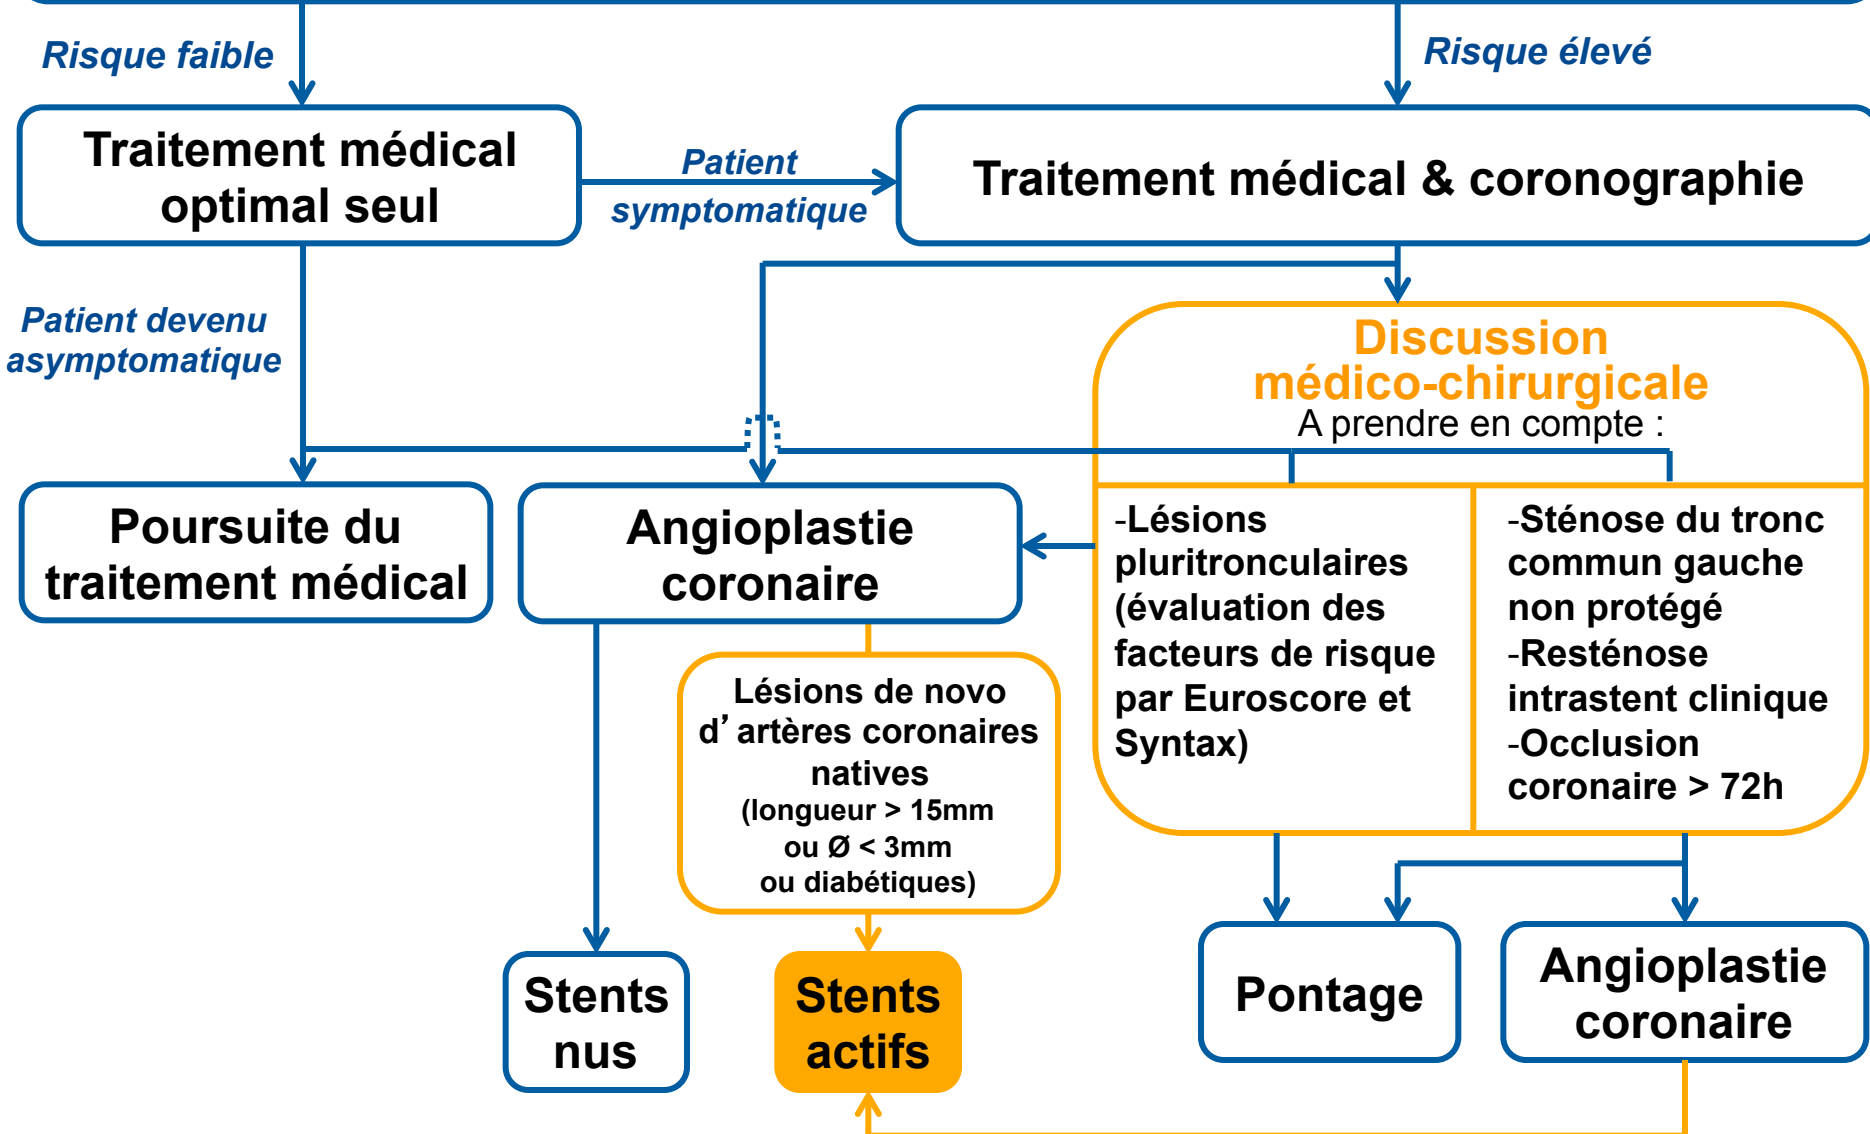 Risque faible
Risque élevé
Traitement médical
optimal seul
Patient
symptomatique
Traitement médical & coronographie
Patient devenu
asymptomatique
Discussion
médico-chirurgicale
A prendre en compte :
Poursuite du
traitement médical
Angioplastie
coronaire
-Lésions
pluritronculaires
(évaluation des
facteurs de risque
par Euroscore et
Syntax)
-Sténose du tronc
commun gauche
non protégé
-Resténose
intrastent clinique
-Occlusion
coronaire > 72h
Lésions de novo
d’ artères coronaires
natives
(longueur > 15mm
ou Ø < 3mm
ou diabétiques)
Stents
nus
Stents
actifs
Pontage
Angioplastie
coronaire